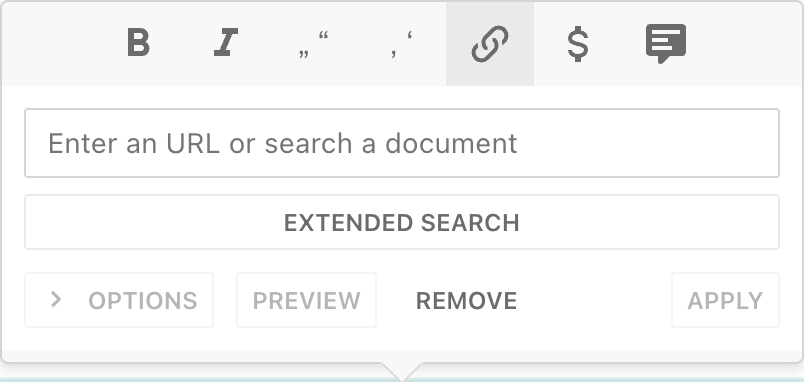 B I „ “ ‚ ‘ $
Enter an URL or search a document
EXTENDED SEARCH
OPTIONS PREVIEW REMOVE APPLY